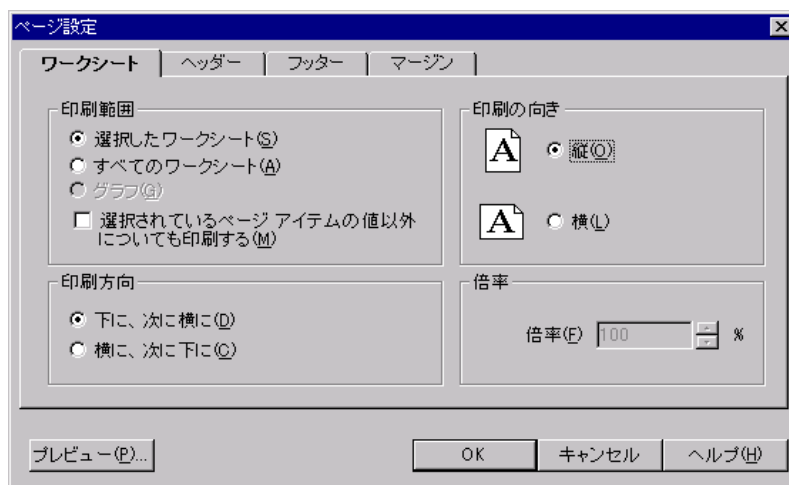 ページ設定
ワークシート ヘッダー フッター マージン
印刷範囲
選択したワークシート(S)
すべてのワークシート(A)
グラフ(G)
選択されているページ アイテムの値以外
についても印刷する(M)
印刷の向き
A 縦(O)
A 横(L)
印刷方向
下に、次に横に(D)
横に、次に下に(C)
倍率
倍率(F) 100 %
プレビュー(P)... OK キャンセル ヘルプ(H)